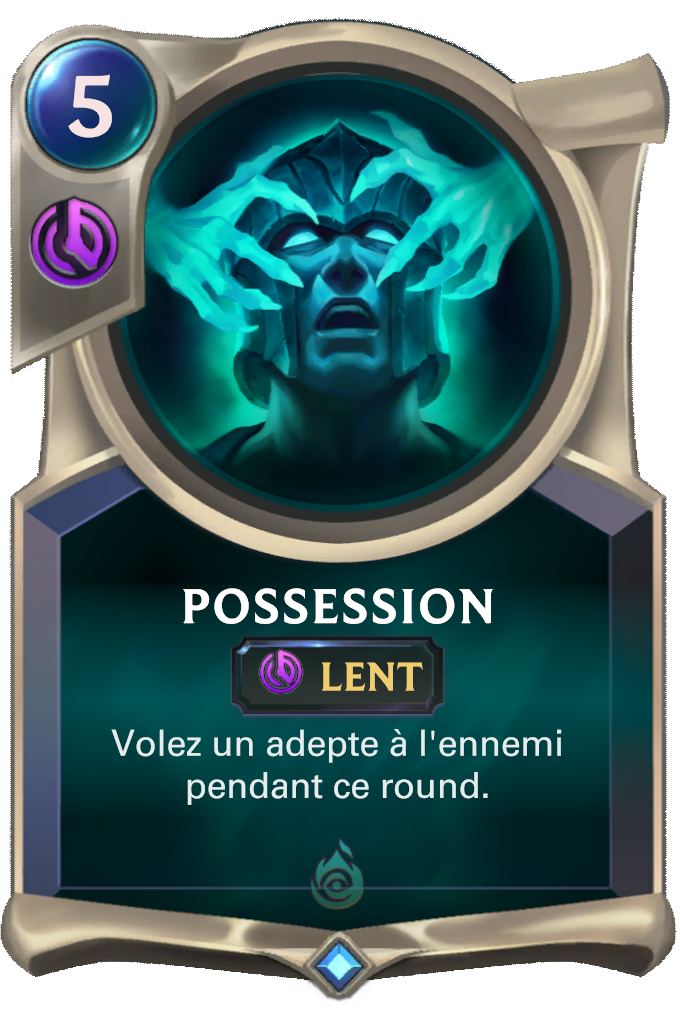 5
POSSESSION
LENT
Volez un adepte à l'ennemi
pendant ce round.